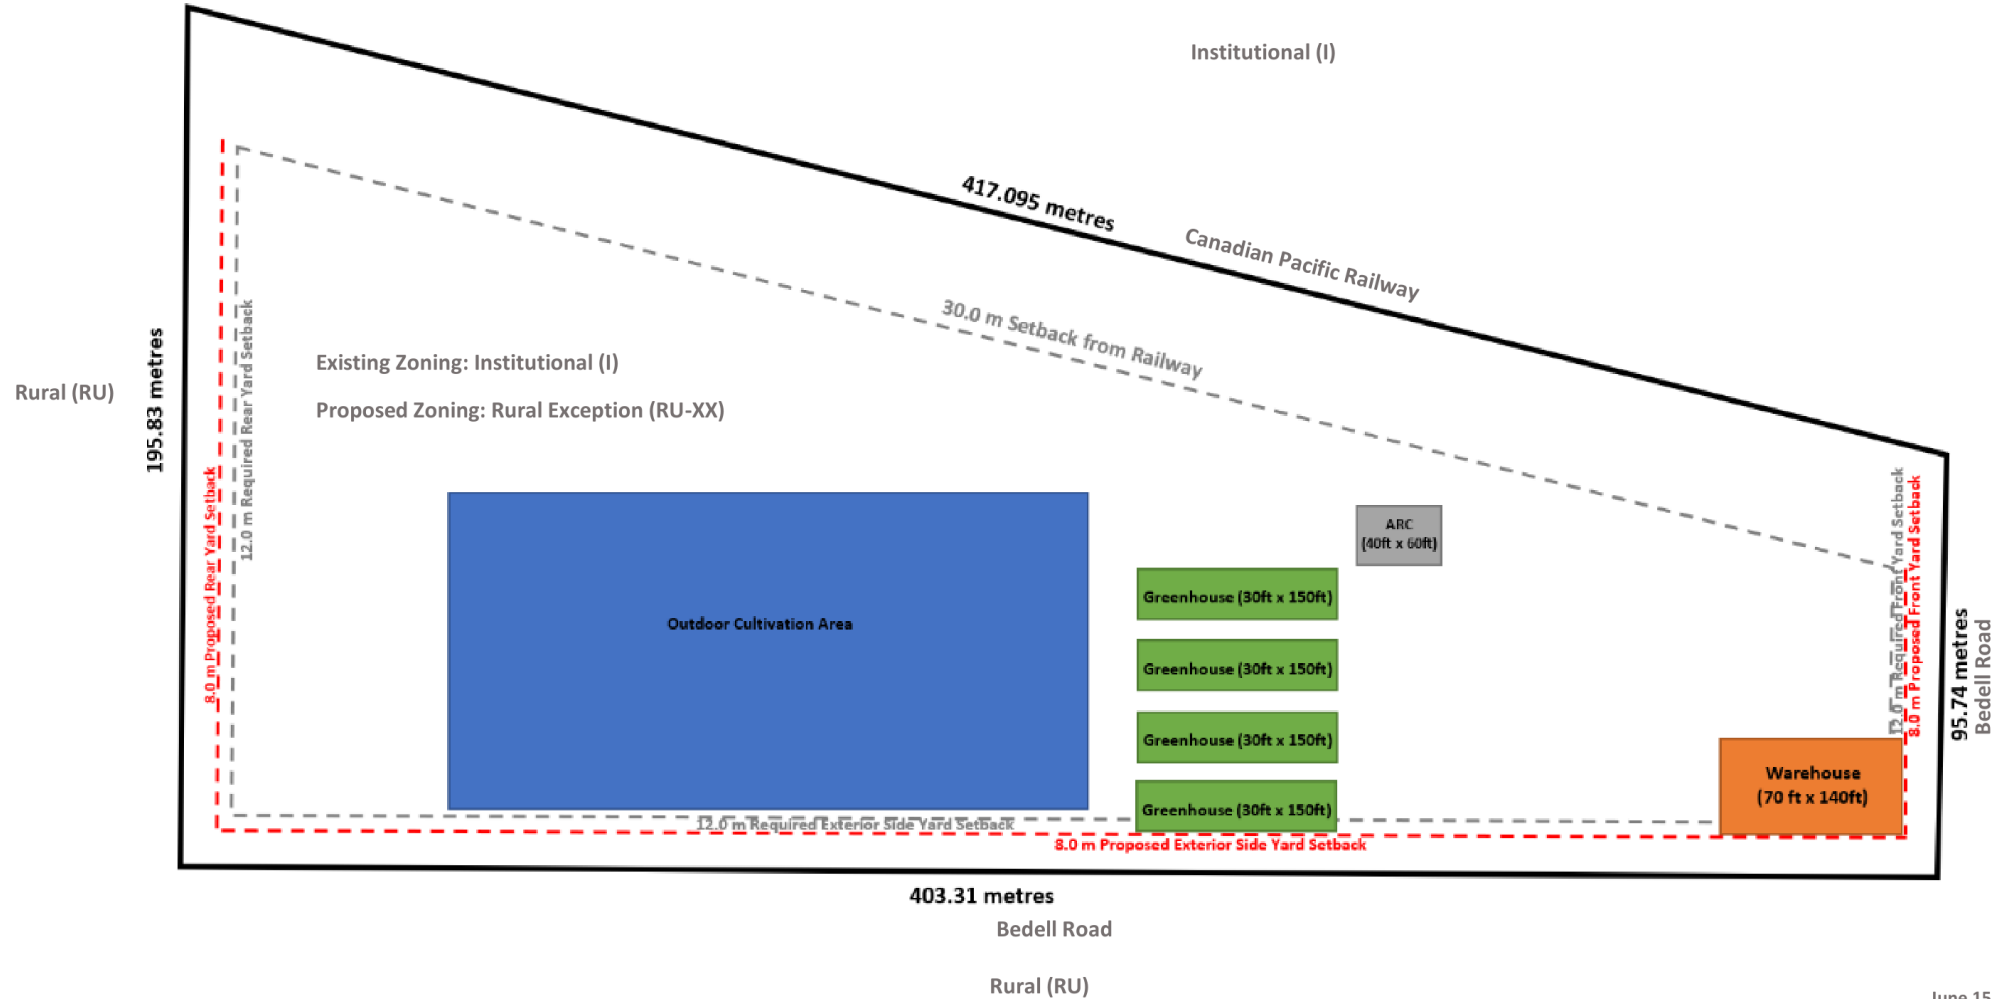 Institutional (I)
417.095 metres
Canadian Pacific Railway
30.0 m Setback from Railway
12.0 m Required Rear Yard Setback
Existing Zoning: Institutional (I)
195.83 metres
Rural (RU)
Proposed Zoning: Rural Exception (RU-XX)
8.0 m Proposed Rear Yard Setback
12.0 m Required Front Yard Setback
8.0 m Proposed Front Yard Setback
ARC
(40ft x 60ft)
Greenhouse (30ft x 150ft)
Outdoor Cultivation Area
Greenhouse (30ft x 150ft)
95.74 metres
Bedell Road
Greenhouse (30ft x 150ft)
Warehouse
(70 ft x 140ft)
Greenhouse (30ft x 150ft)
12.0 m Required Exterior Side Yard Setback
8.0 m Proposed Exterior Side Yard Setback
403.31 metres
Bedell Road
Rural (RU)
June 15